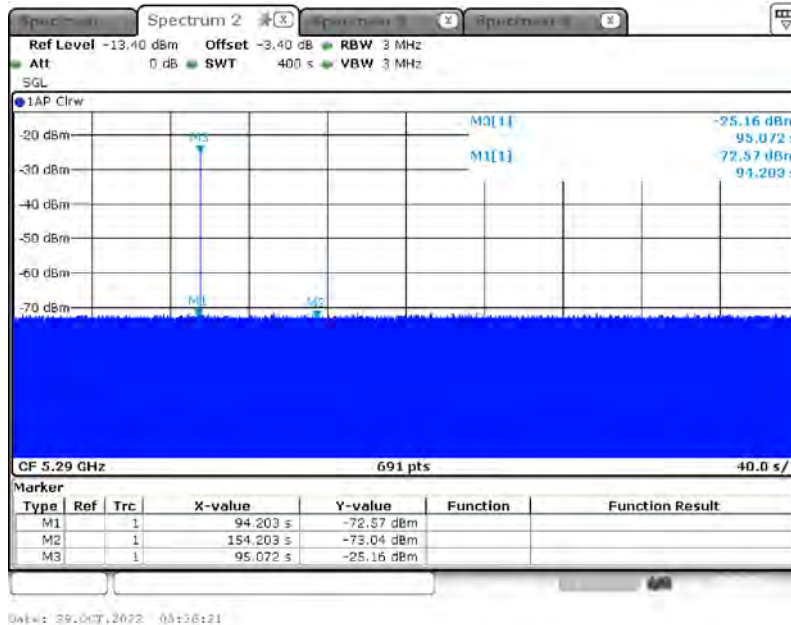 Spectrum 2
Ref Level -13.40 dBm Offset -3.40 dB RBW 3 MHz
Att 0 dB SWT 400 s VBW 3 MHz
SGL
1AP Clrw
M3[1] -25.16 dBm
95.072 s
M1[1] -72.57 dBm
94.203 s
-20 dBm
M3
-30 dBm
-40 dBm
-50 dBm
-60 dBm
-70 dBm
M1 M2
CF 5.29 GHz 691 pts 40.0 s/
Marker
Type Ref Trc X-value Y-value Function Function Result
M1 1 94.203 s -72.57 dBm
M2 1 154.203 s -73.04 dBm
M3 1 95.072 s -25.16 dBm
Date: 29.OCT.2022